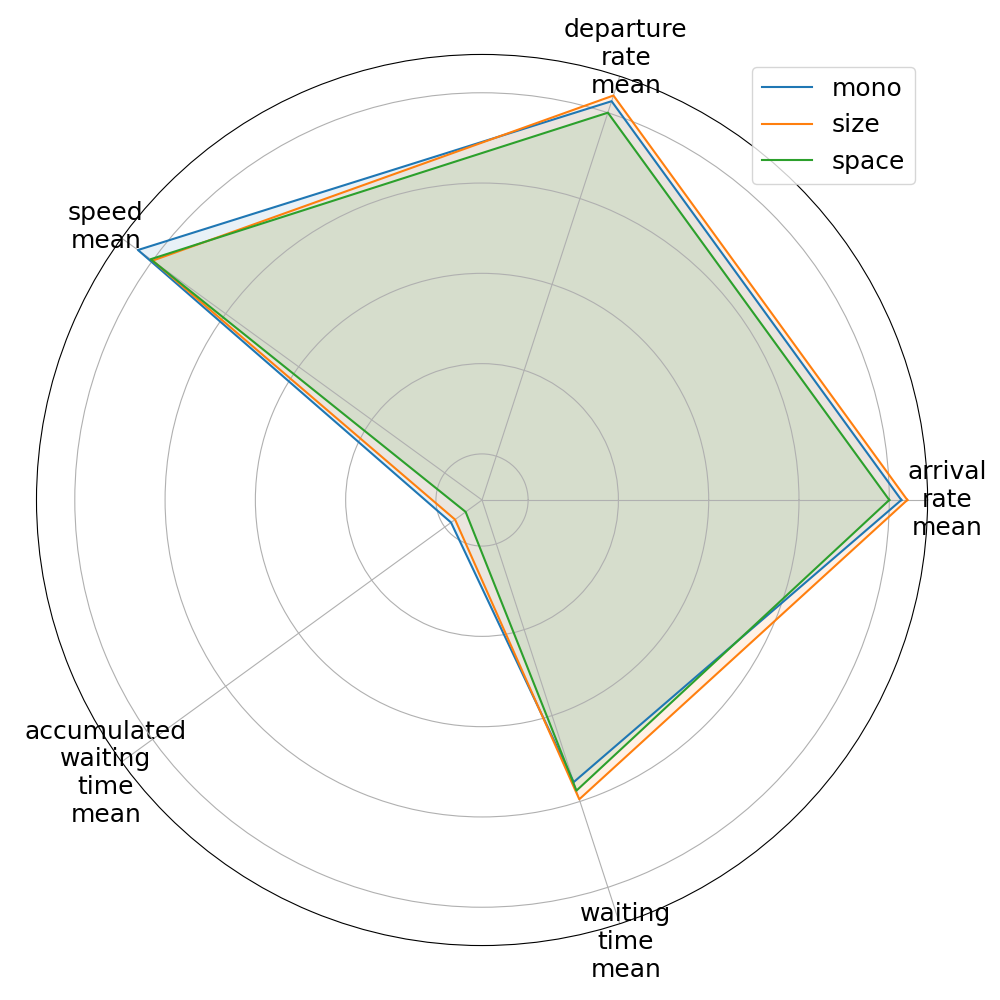 departure
rate
mean
mono
size
space
speed
mean
arrival
rate
mean
accumulated
waiting
time
mean
waiting
time
mean